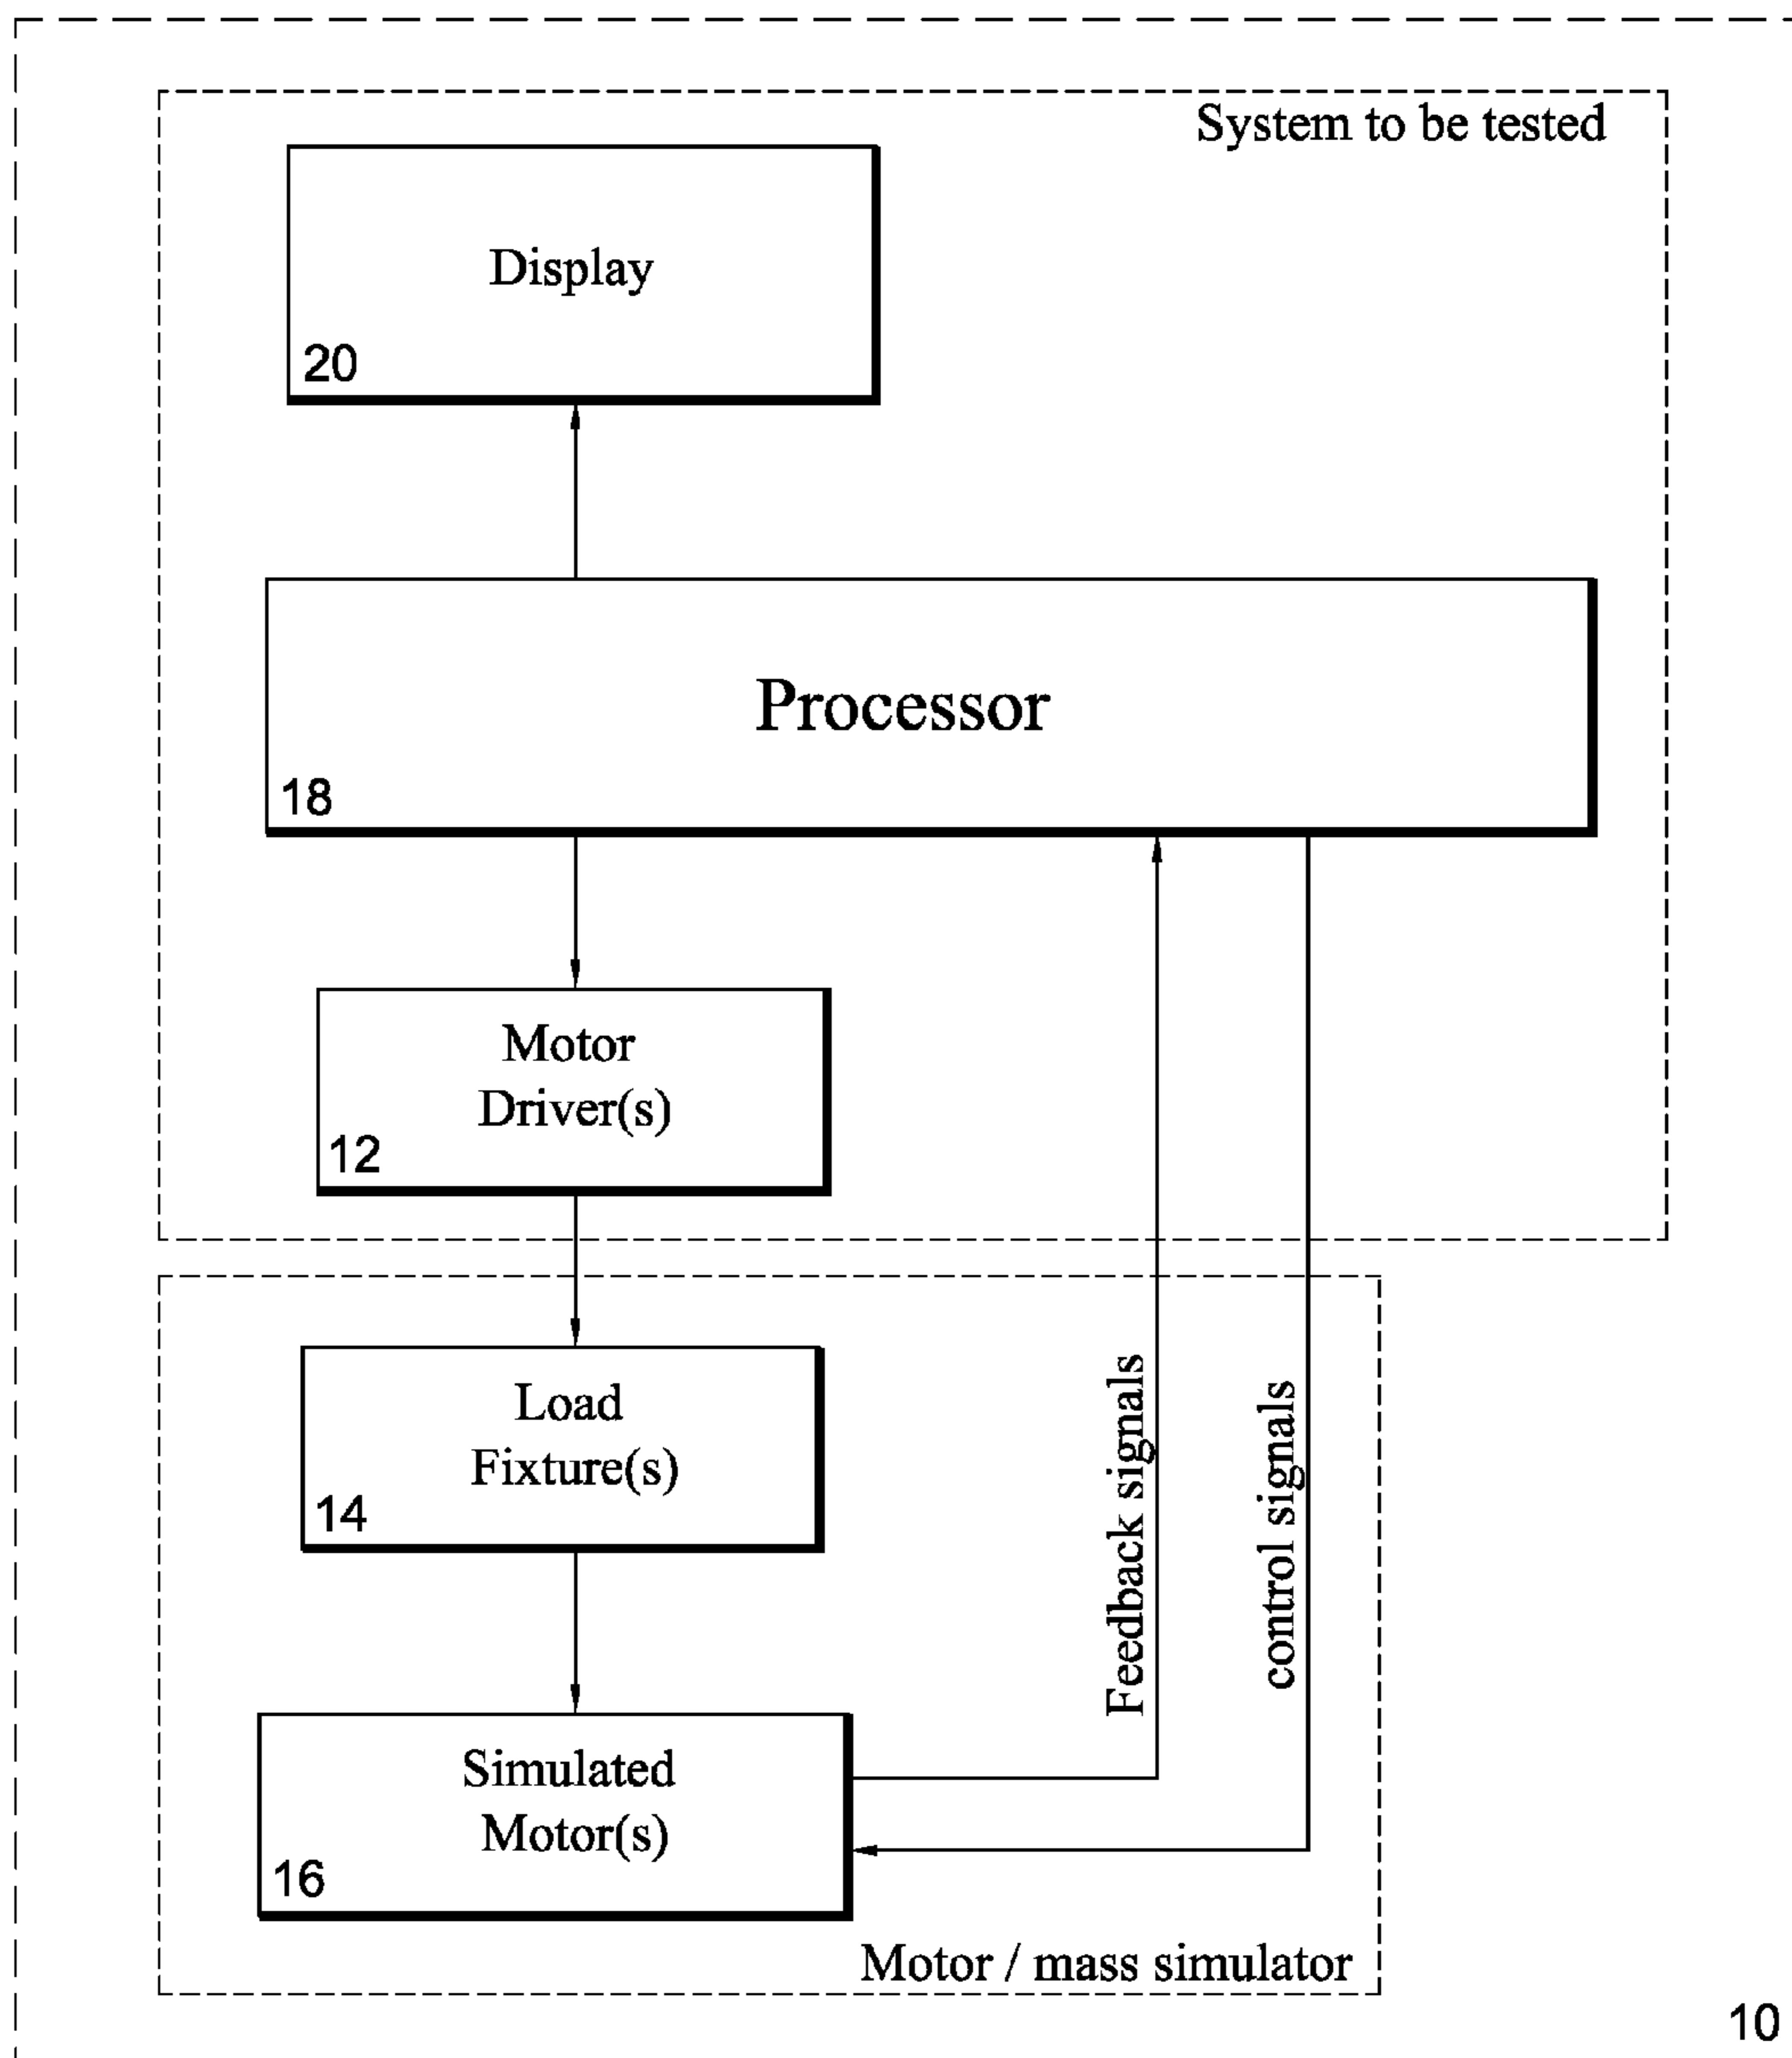 System to be tested
Display
20
Processor
18
Motor
Driver(s)
12
Load
Fixture(s)
14
Feedback signals
control signals
Simulated
Motor(s)
16
Motor / mass simulator
10